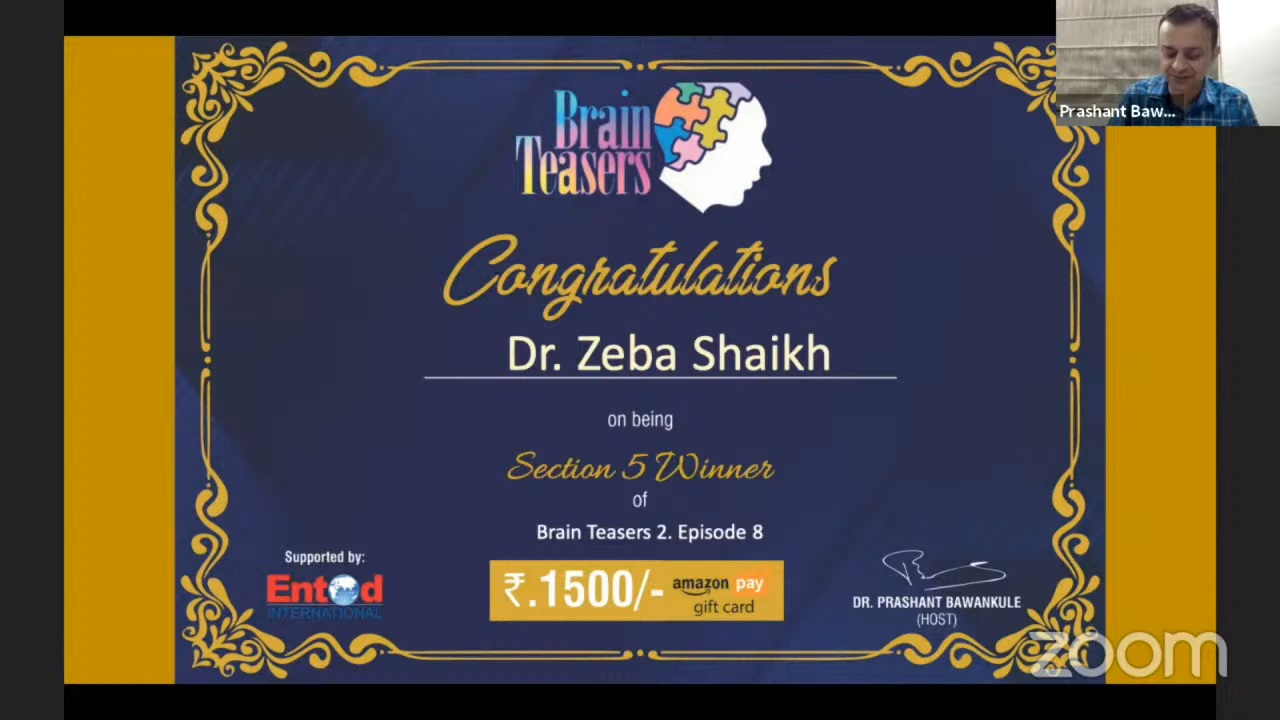 Prashant Baw...
Brain
Teasers
Congratulations
Dr. Zeba Shaikh
on being
Section 5 Winner
of
Brain Teasers 2. Episode 8
Supported by:
Entod
INTERNATIONAL
₹.1500/- amazon pay
gift card
DR. PRASHANT BAWANKULE
(HOST)
zoom